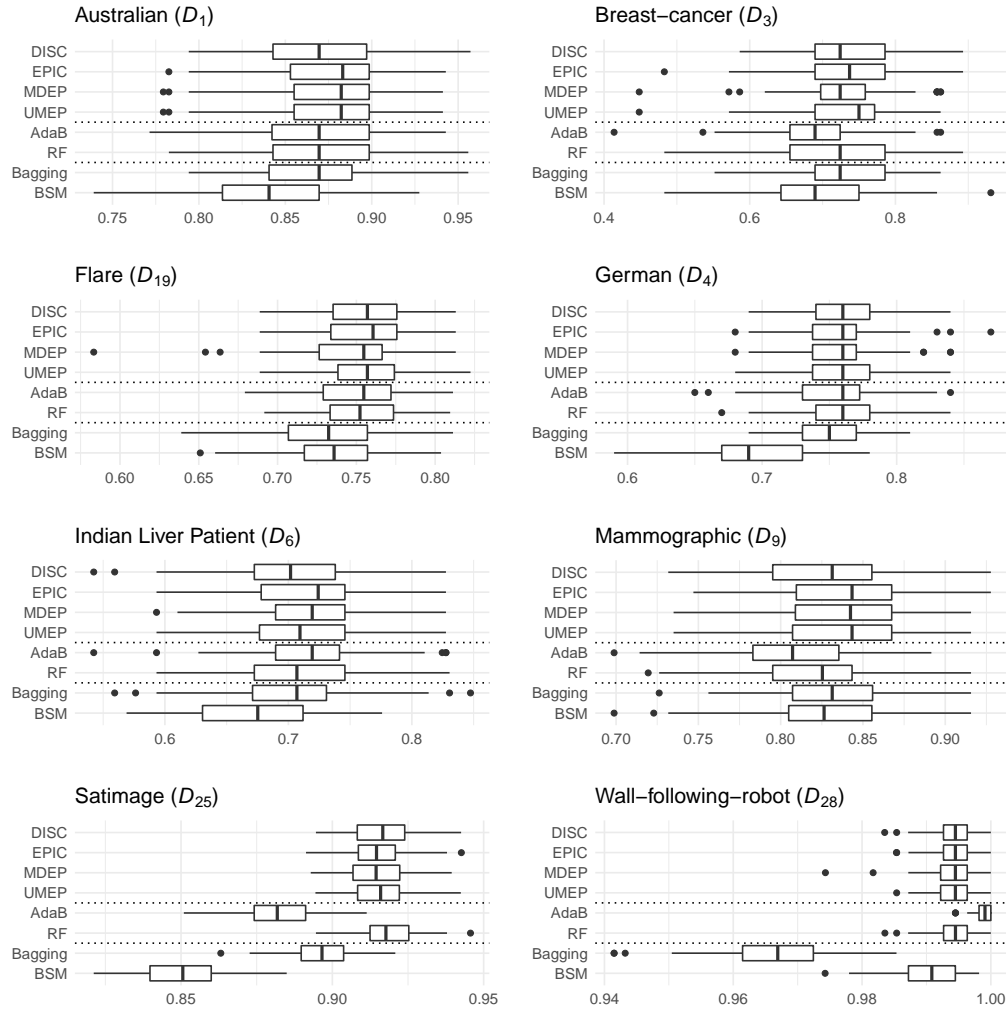 Australian (D1)
DISC
EPIC
MDEP
UMEP
AdaB
RF
Bagging
BSM
0.75 0.80 0.85 0.90 0.95
Breast−cancer (D3)
DISC
EPIC
MDEP
UMEP
AdaB
RF
Bagging
BSM
0.4 0.6 0.8
Flare (D19)
DISC
EPIC
MDEP
UMEP
AdaB
RF
Bagging
BSM
0.60 0.65 0.70 0.75 0.80
German (D4)
DISC
EPIC
MDEP
UMEP
AdaB
RF
Bagging
BSM
0.6 0.7 0.8
Indian Liver Patient (D6)
DISC
EPIC
MDEP
UMEP
AdaB
RF
Bagging
BSM
0.6 0.7 0.8
Mammographic (D9)
DISC
EPIC
MDEP
UMEP
AdaB
RF
Bagging
BSM
0.70 0.75 0.80 0.85 0.90
Satimage (D25)
DISC
EPIC
MDEP
UMEP
AdaB
RF
Bagging
BSM
0.85 0.90 0.95
Wall−following−robot (D28)
DISC
EPIC
MDEP
UMEP
AdaB
RF
Bagging
BSM
0.94 0.96 0.98 1.00